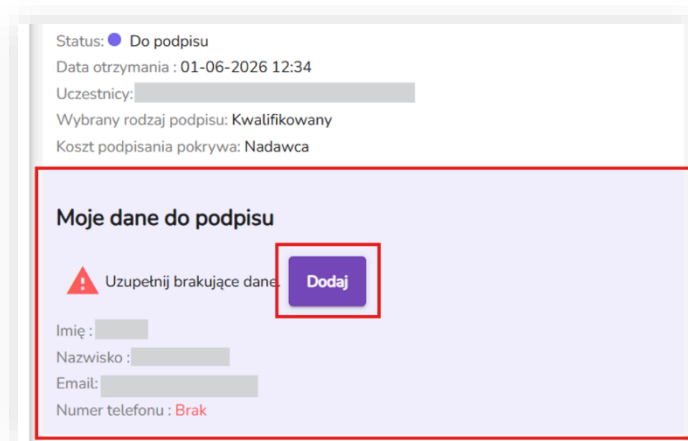 Status: Do podpisu
Data otrzymania : 01-06-2026 12:34
Uczestnicy:
Wybrany rodzaj podpisu: Kwalifikowany
Koszt podpisania pokrywa: Nadawca
Moje dane do podpisu
Uzupełnij brakujące dane. Dodaj
Imię :
Nazwisko :
Email:
Numer telefonu : Brak